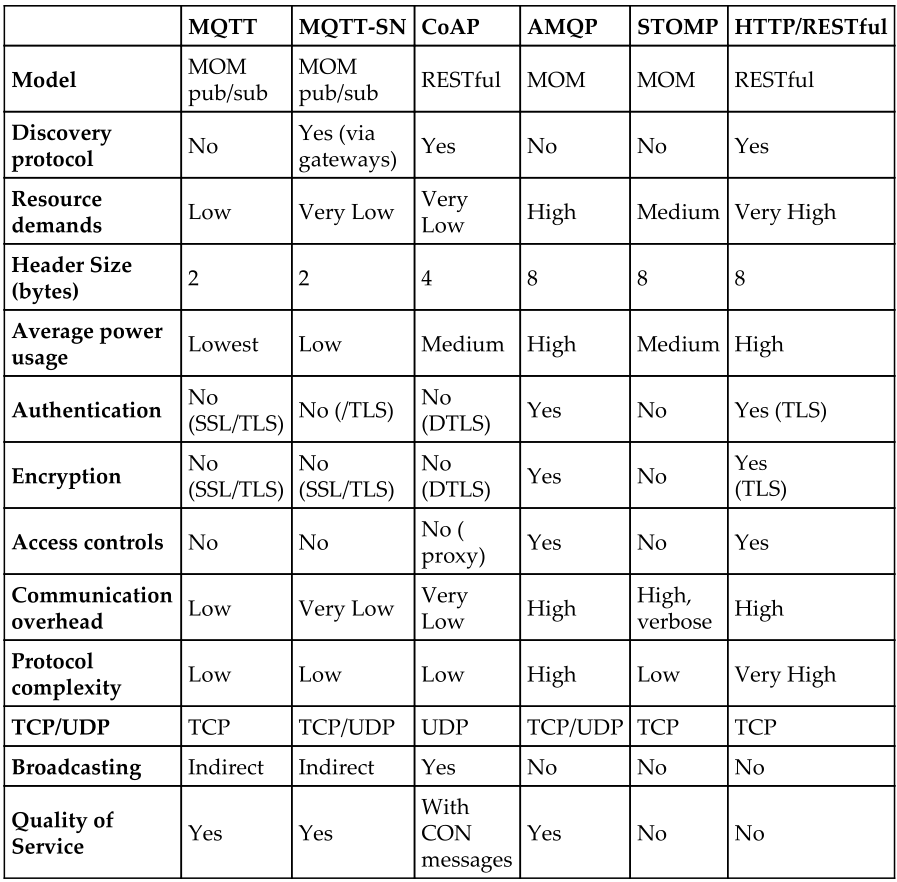 MQTT MQTT-SN CoAP AMQP STOMP HTTP/RESTful
Model
MOM
pub/sub
MOM
pub/sub
RESTful
MOM
MOM
RESTful
Discovery
protocol
No
Yes (via
gateways)
Yes
No
No
Yes
Resource
demands
Low
Very Low
Very
Low
High
Medium
Very High
Header Size
(bytes)
2
2
4
8
8
8
Average power
usage
Lowest
Low
Medium
High
Medium
High
Authentication
No
(SSL/TLS)
No (/TLS)
No
(DTLS)
Yes
No
Yes (TLS)
Encryption
No
(SSL/TLS)
No
(SSL/TLS)
No
(DTLS)
Yes
No
Yes
(TLS)
Access controls
No
No
No (
proxy)
Yes
No
Yes
Communication
overhead
Low
Very Low
Very
Low
High
High,
verbose
High
Protocol
complexity
Low
Low
Low
High
Low
Very High
TCP/UDP
TCP
TCP/UDP
UDP
TCP/UDP
TCP
TCP
Broadcasting
Indirect
Indirect
Yes
No
No
No
Quality of
Service
Yes
Yes
With
CON
messages
Yes
No
No